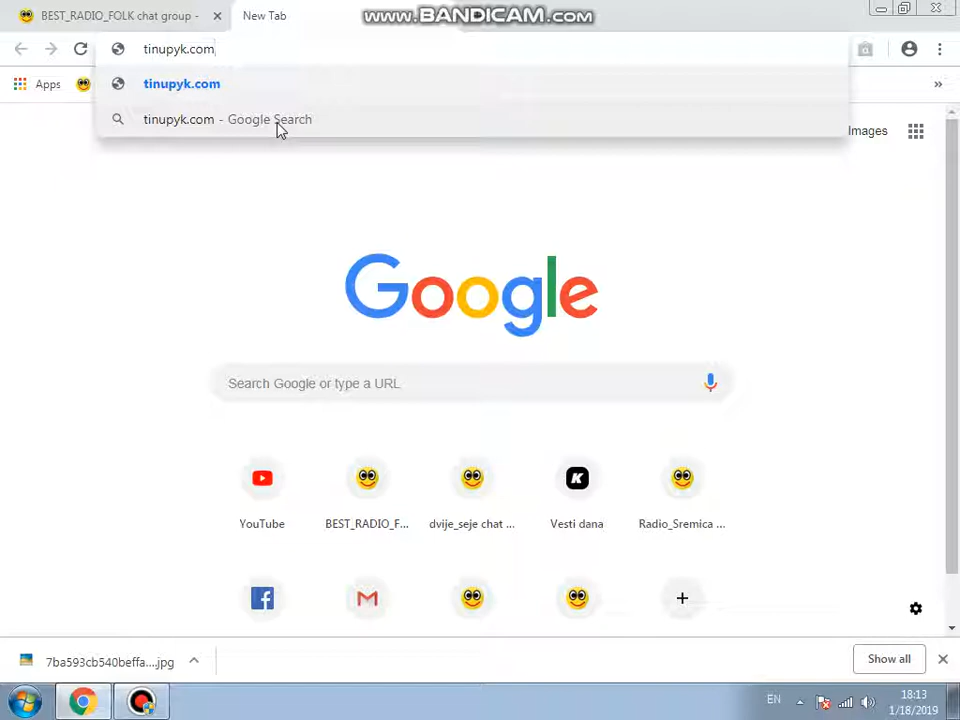 BEST_RADIO_FOLK chat group -
New Tab
www.BANDICAM.com
tinupyk.com
Apps
»
tinupyk.com
tinupyk.com - Google Search
Images
Google
Search Google or type a URL
YouTube
BEST_RADIO_F...
dvije_seje chat ...
Vesti dana
Radio_Sremica ...
7ba593cb540beffa....jpg
Show all
EN
18:13
1/18/2019